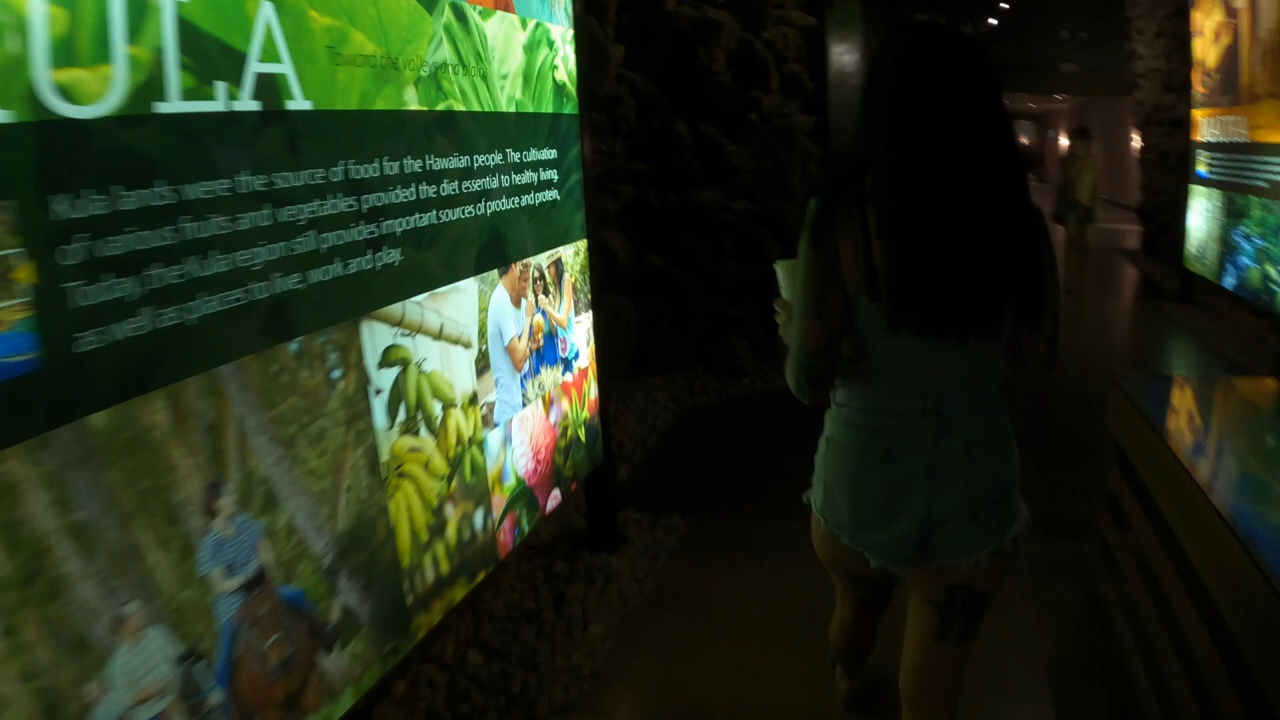 ULA
Toward the valleys and plains
Kula lands were the source of food for the Hawaiian people. The cultivation
of various fruits and vegetables provided the diet essential to healthy living.
Today, the Kula region still provides important sources of produce and protein,
as well as places to live, work and play.